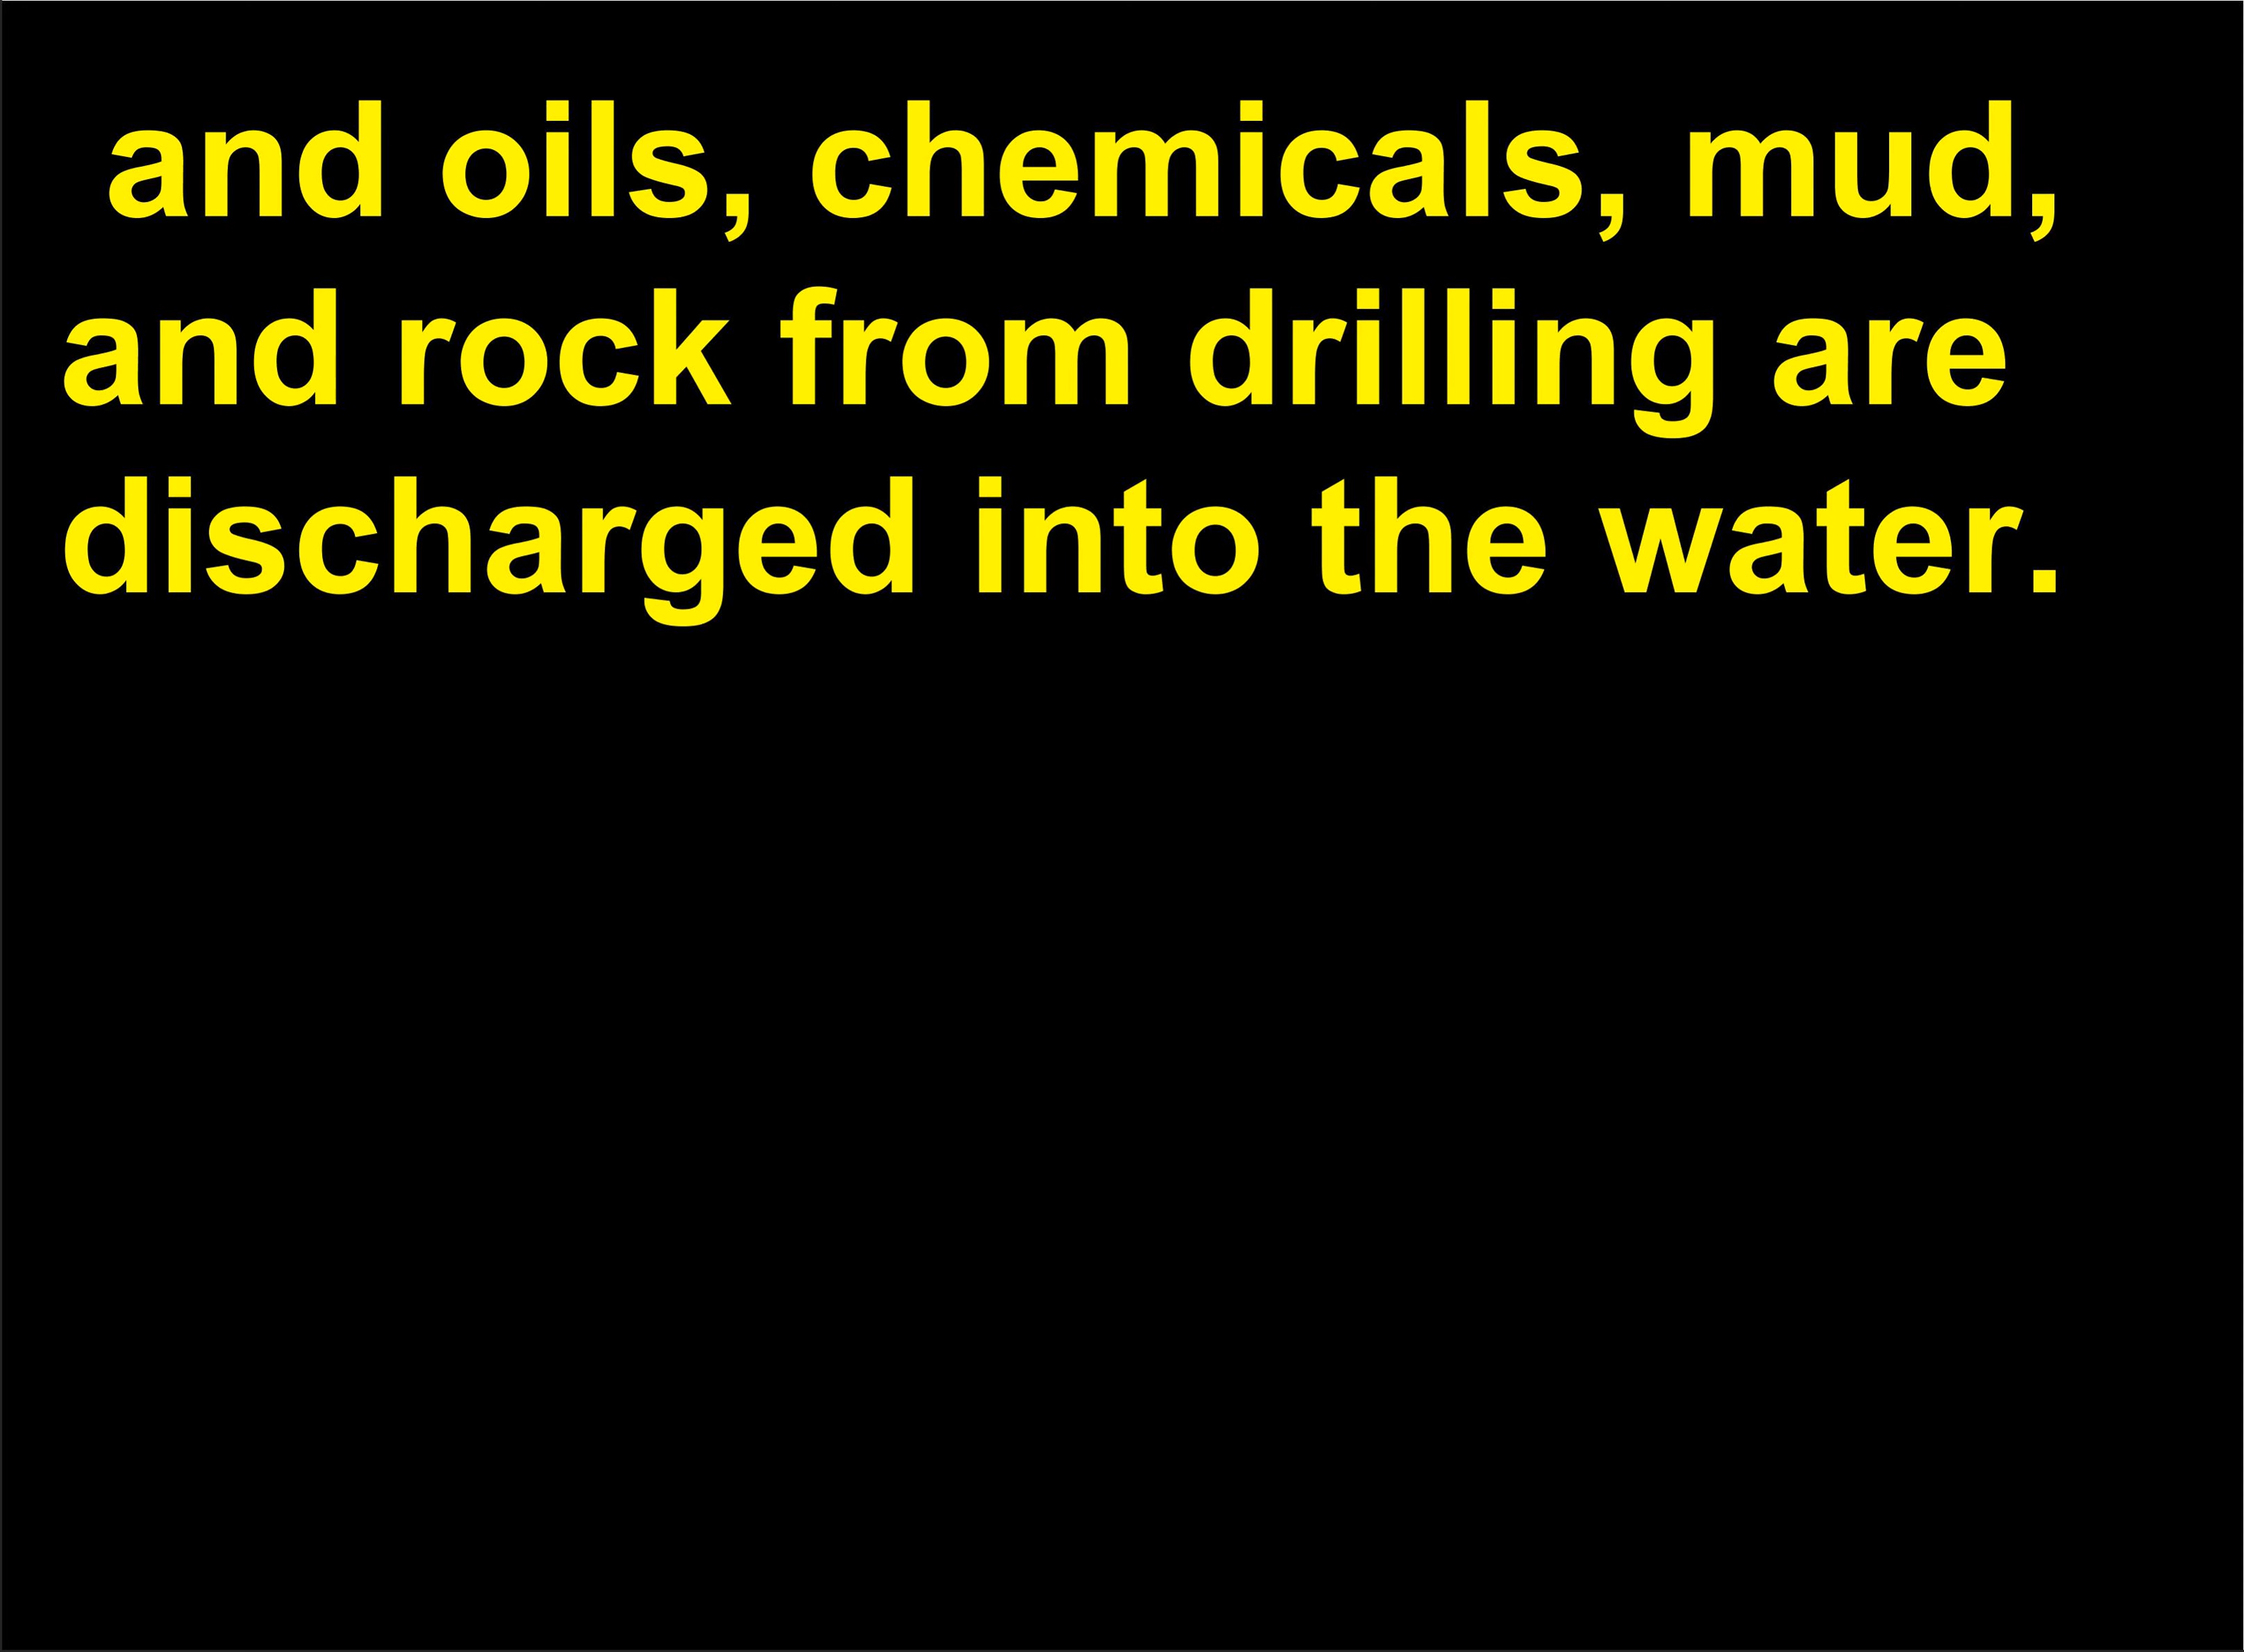 and oils, chemicals, mud,
and rock from drilling are
discharged into the water.